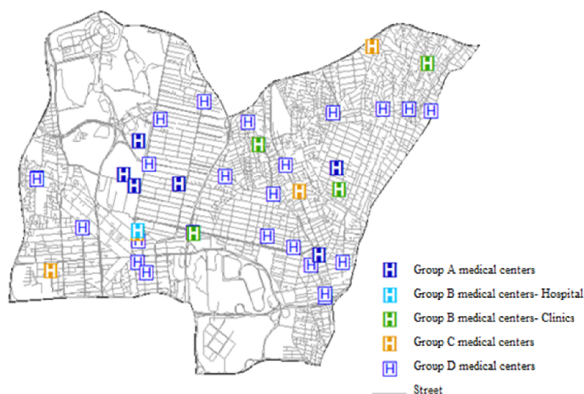 Group A medical centers
Group B medical centers- Hospital
Group B medical centers- Clinics
Group C medical centers
Group D medical centers
Street